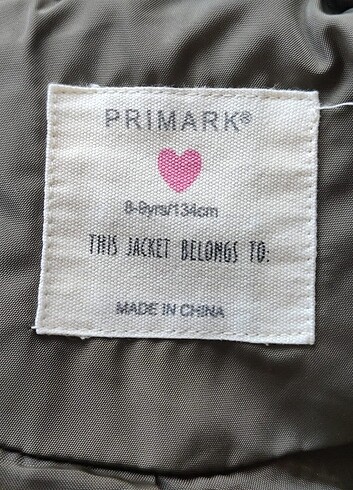 PRIMARK®
8-9yrs/134cm
THIS JACKET BELONGS TO:
MADE IN CHINA